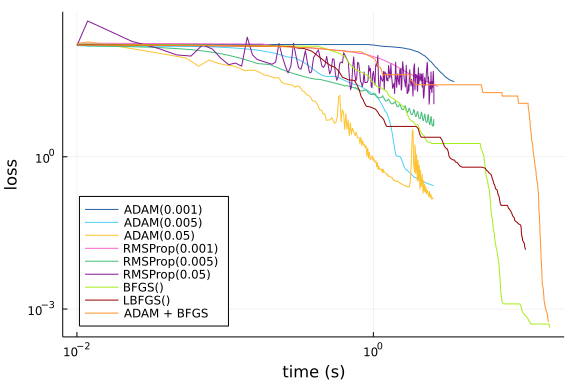 loss
10⁰
10⁻³
ADAM(0.001)
ADAM(0.005)
ADAM(0.05)
RMSProp(0.001)
RMSProp(0.005)
RMSProp(0.05)
BFGS()
LBFGS()
ADAM + BFGS
10⁻²
10⁰
time (s)